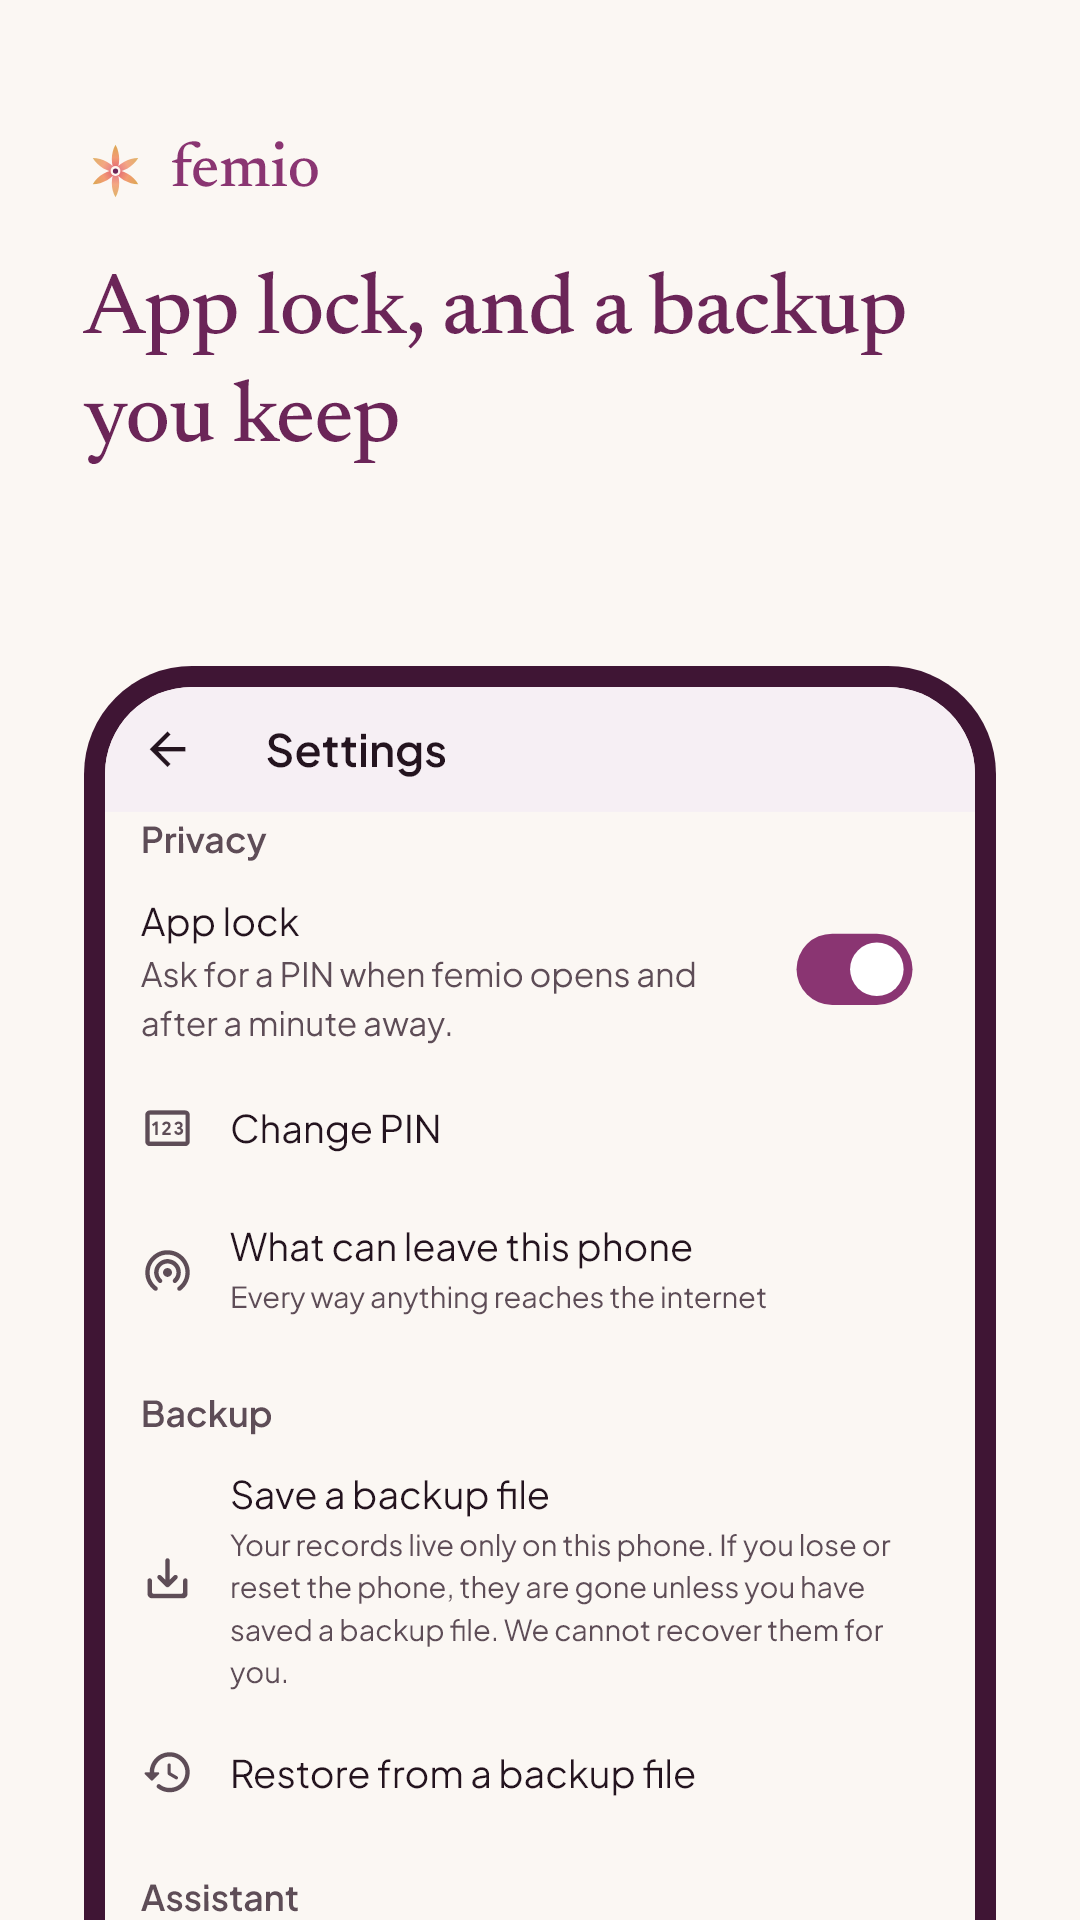 femio
App lock, and a backup
you keep
Settings
Privacy
App lock
Ask for a PIN when femio opens and
after a minute away.
123
Change PIN
What can leave this phone
Every way anything reaches the internet
Backup
Save a backup file
Your records live only on this phone. If you lose or
reset the phone, they are gone unless you have
saved a backup file. We cannot recover them for
you.
Restore from a backup file
Assistant